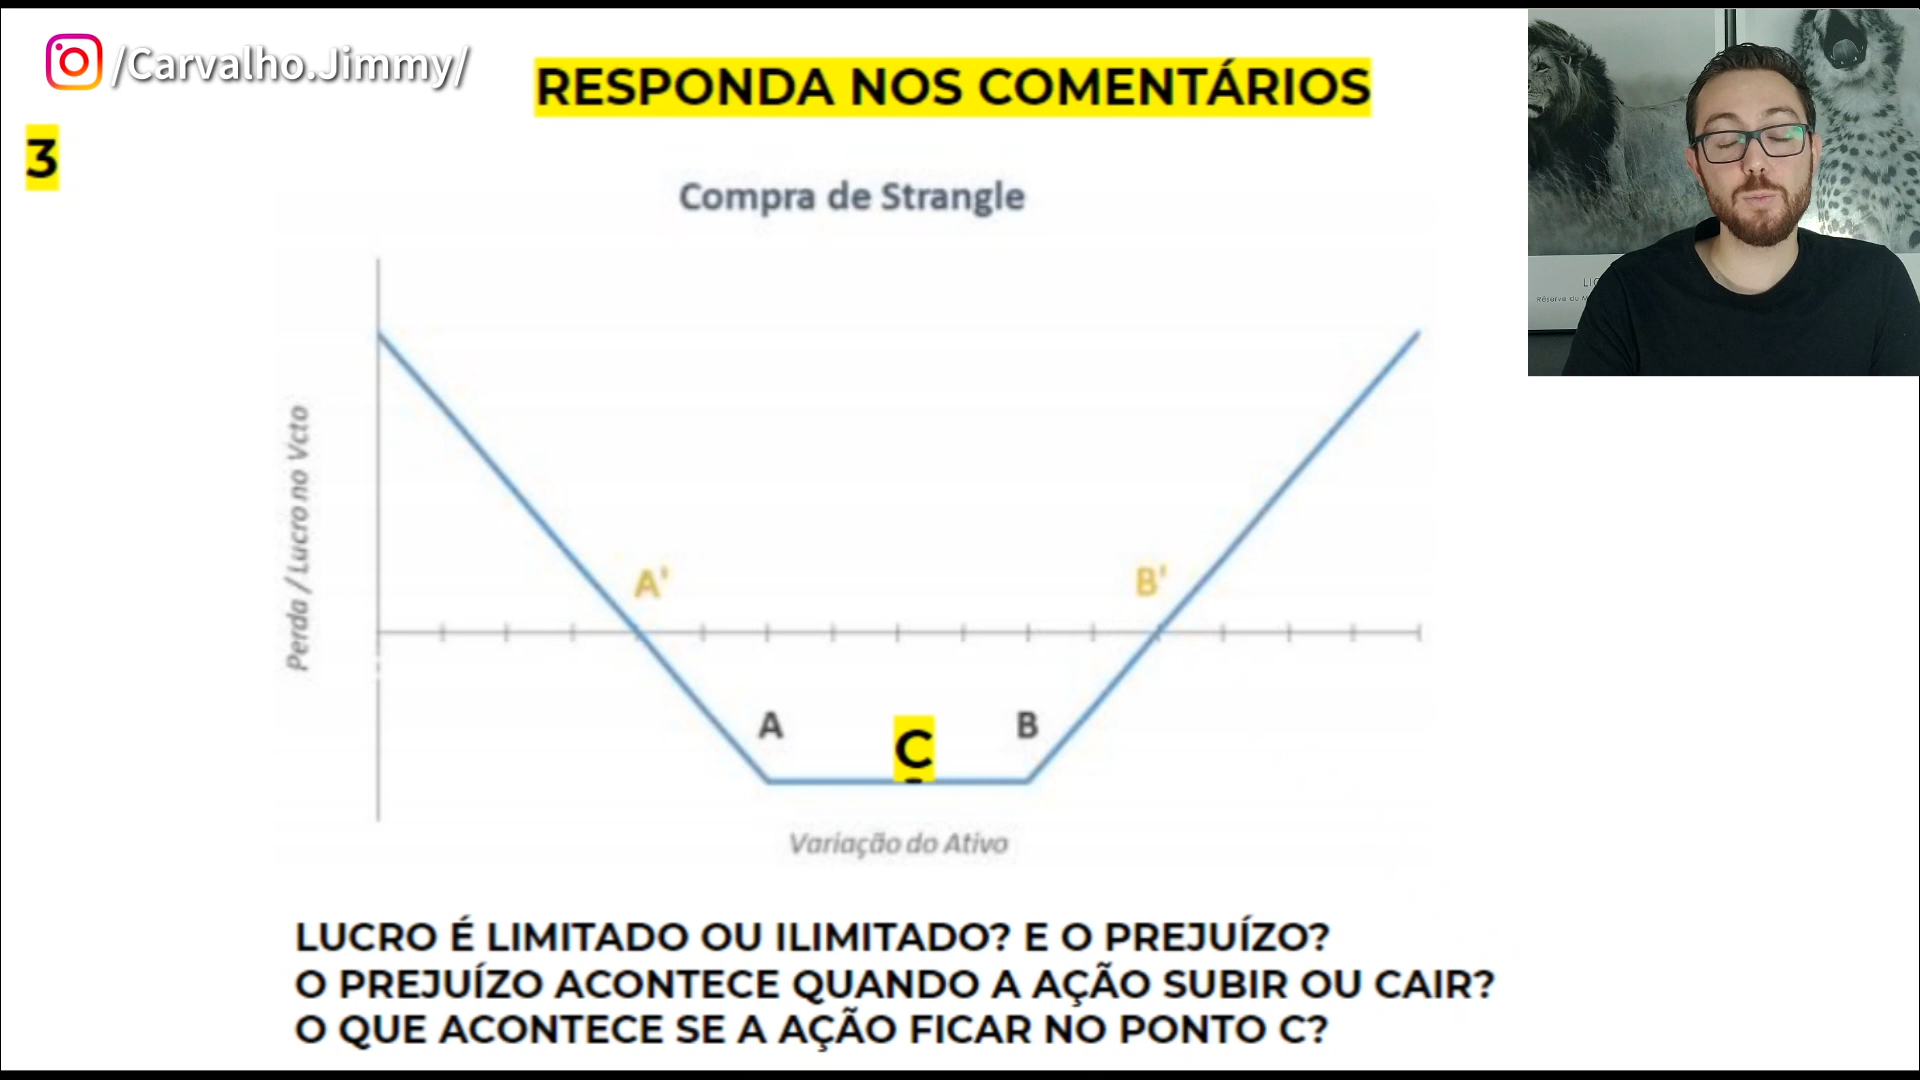 /Carvalho.Jimmy/
RESPONDA NOS COMENTÁRIOS
3
Compra de Strangle
Perda / Lucro no Vcto
A'
B'
A
B
C
Variação do Ativo
LUCRO É LIMITADO OU ILIMITADO? E O PREJUÍZO?
O PREJUÍZO ACONTECE QUANDO A AÇÃO SUBIR OU CAIR?
O QUE ACONTECE SE A AÇÃO FICAR NO PONTO C?